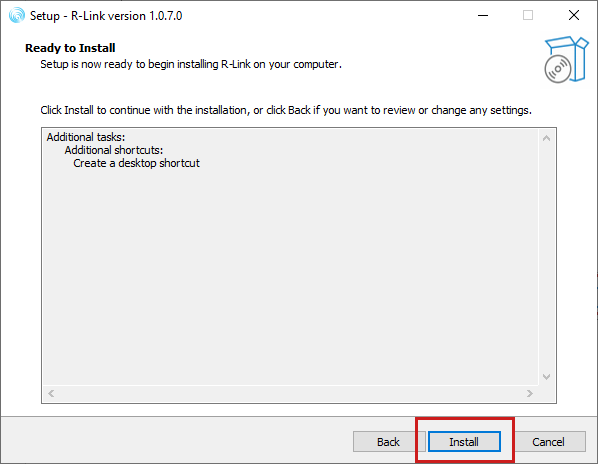 Setup - R-Link version 1.0.7.0
Ready to Install
Setup is now ready to begin installing R-Link on your computer.
Click Install to continue with the installation, or click Back if you want to review or change any settings.
Additional tasks:
Additional shortcuts:
Create a desktop shortcut
Back
Install
Cancel